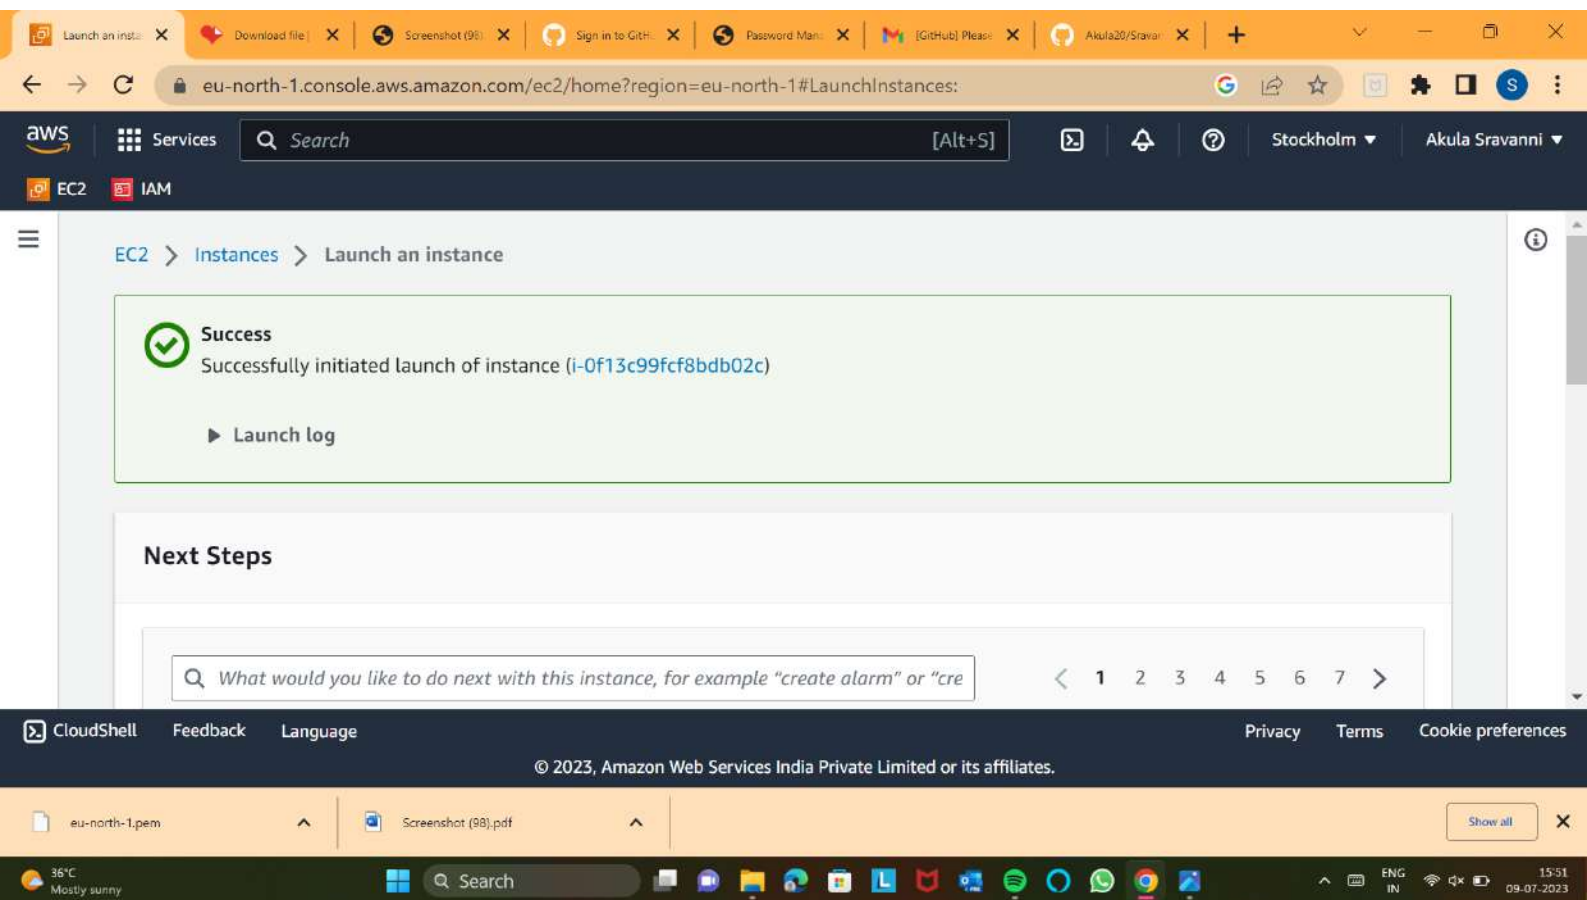 Launch an insta
Download file |
Screenshot (98)
Sign in to GitH
Password Man
[GitHub] Please
Akula20/Sravan
eu-north-1.console.aws.amazon.com/ec2/home?region=eu-north-1#LaunchInstances:
G
S
aws
Services
Search
[Alt+S]
Stockholm
Akula Sravanni
EC2
IAM
EC2 > Instances > Launch an instance
Success
Successfully initiated launch of instance (i-0f13c99fcf8bdb02c)
Launch log
Next Steps
What would you like to do next with this instance, for example “create alarm” or “cre
< 1 2 3 4 5 6 7 >
CloudShell
Feedback
Language
Privacy
Terms
Cookie preferences
© 2023, Amazon Web Services India Private Limited or its affiliates.
eu-north-1.pem
Screenshot (98).pdf
Show all
36°C
Mostly sunny
Search
L
ENG
IN
15:51
09-07-2023